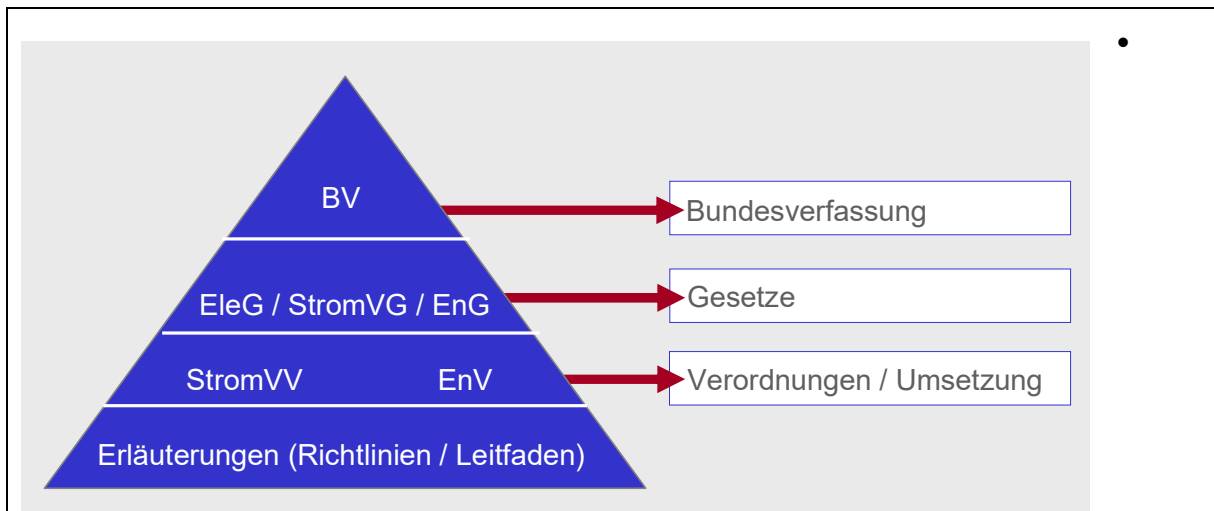 •
BV
Bundesverfassung
EleG / StromVG / EnG
Gesetze
StromVV EnV
Verordnungen / Umsetzung
Erläuterungen (Richtlinien / Leitfaden)